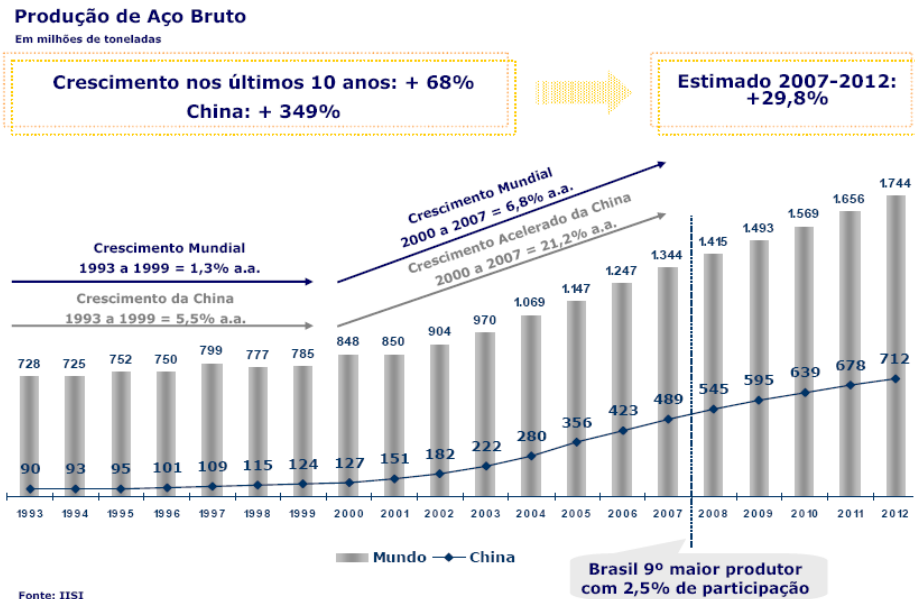 Produção de Aço Bruto
Em milhões de toneladas
Crescimento nos últimos 10 anos: + 68%
China: + 349%
Estimado 2007-2012:
+29,8%
Crescimento Mundial
1993 a 1999 = 1,3% a.a.
Crescimento da China
1993 a 1999 = 5,5% a.a.
Crescimento Mundial
2000 a 2007 = 6,8% a.a.
Crescimento Acelerado da China
2000 a 2007 = 21,2% a.a.
728 725 752 750 799 777 785 848 850 904 970 1.069 1.147 1.247 1.344 1.415 1.493 1.569 1.656 1.744
90 93 95 101 109 115 124 127 151 182 222 280 356 423 489 545 595 639 678 712
1993 1994 1995 1996 1997 1998 1999 2000 2001 2002 2003 2004 2005 2006 2007 2008 2009 2010 2011 2012
Mundo China
Brasil 9º maior produtor
com 2,5% de participação
Fonte: IISI